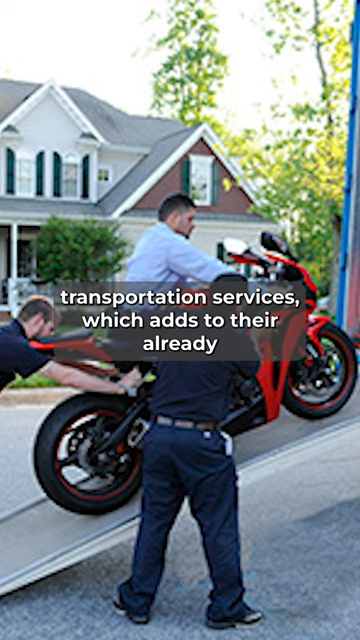 transportation services,
which adds to their
already